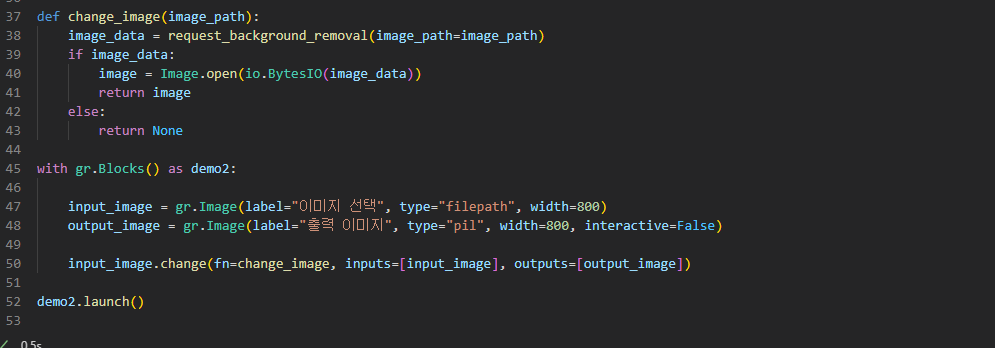 37 def change_image(image_path):
38     image_data = request_background_removal(image_path=image_path)
39     if image_data:
40         image = Image.open(io.BytesIO(image_data))
41         return image
42     else:
43         return None
44
45 with gr.Blocks() as demo2:
46
47     input_image = gr.Image(label="이미지 선택", type="filepath", width=800)
48     output_image = gr.Image(label="출력 이미지", type="pil", width=800, interactive=False)
49
50     input_image.change(fn=change_image, inputs=[input_image], outputs=[output_image])
51
52 demo2.launch()
53
0.5s